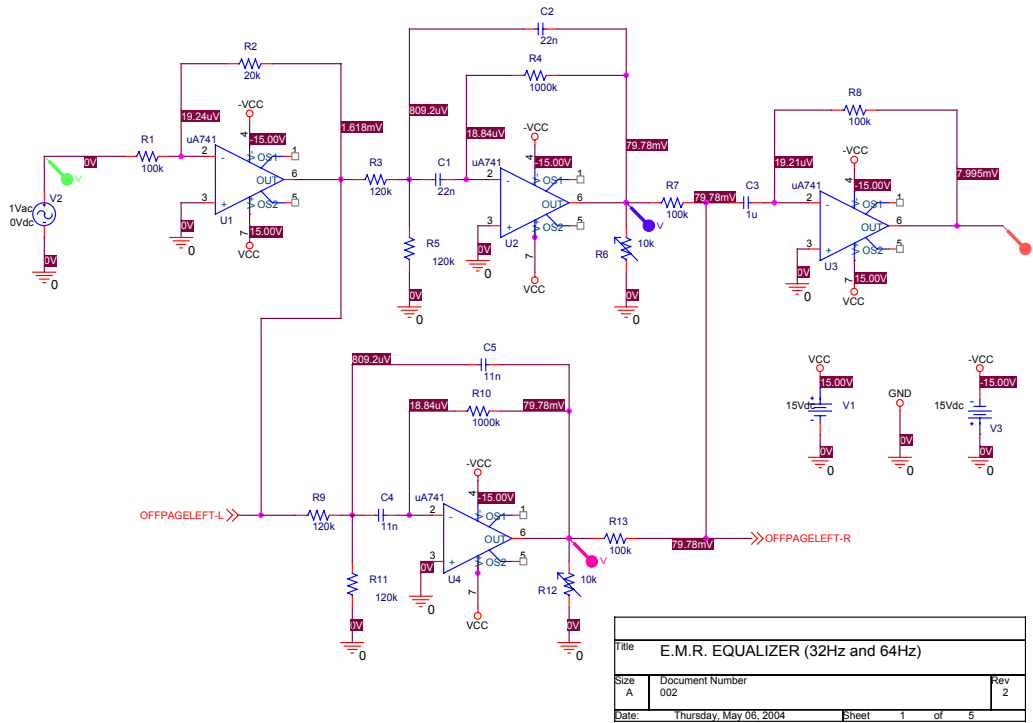 C2
22n
R2
20k
R4
1000k
-VCC
809.2uV
R8
100k
19.24uV
4
-15.00V
1.618mV
18.84uV
-VCC
4
-15.00V
79.78mV
-VCC
R1
100k
0V
uA741
2
-
V-
OS1
1
OUT
6
3
+
V+
OS2
5
U1
7
15.00V
VCC
0V
0
V
V2
1Vac
0Vdc
0V
0
R3
120k
C1
22n
uA741
2
-
V-
OS1
1
OUT
6
3
+
V+
OS2
5
U2
7
VCC
0V
0
R5
120k
0V
0
V
R7
100k
79.78mV
C3
1u
10k
R6
0V
0
19.21uV
4
-15.00V
7.995mV
uA741
2
-
V-
OS1
1
OUT
6
3
+
V+
OS2
5
U3
7
15.00V
VCC
0V
0
809.2uV
C5
11n
R10
18.84uV
79.78mV
1000k
VCC
15.00V
15Vdc
V1
0V
0
GND
0V
0
-VCC
-15.00V
15Vdc
V3
0V
0
-VCC
4
-15.00V
OFFPAGELEFT-L
R9
120k
C4
11n
uA741
2
-
V-
OS1
1
OUT
6
3
+
V+
OS2
5
U4
7
VCC
0V
0
R13
100k
79.78mV
OFFPAGELEFT-R
V
R11
120k
0V
0
10k
R12
0V
0
Title
E.M.R. EQUALIZER (32Hz and 64Hz)
Size
A
Document Number
002
Rev
2
Date:
Thursday, May 06, 2004
Sheet 1 of 5